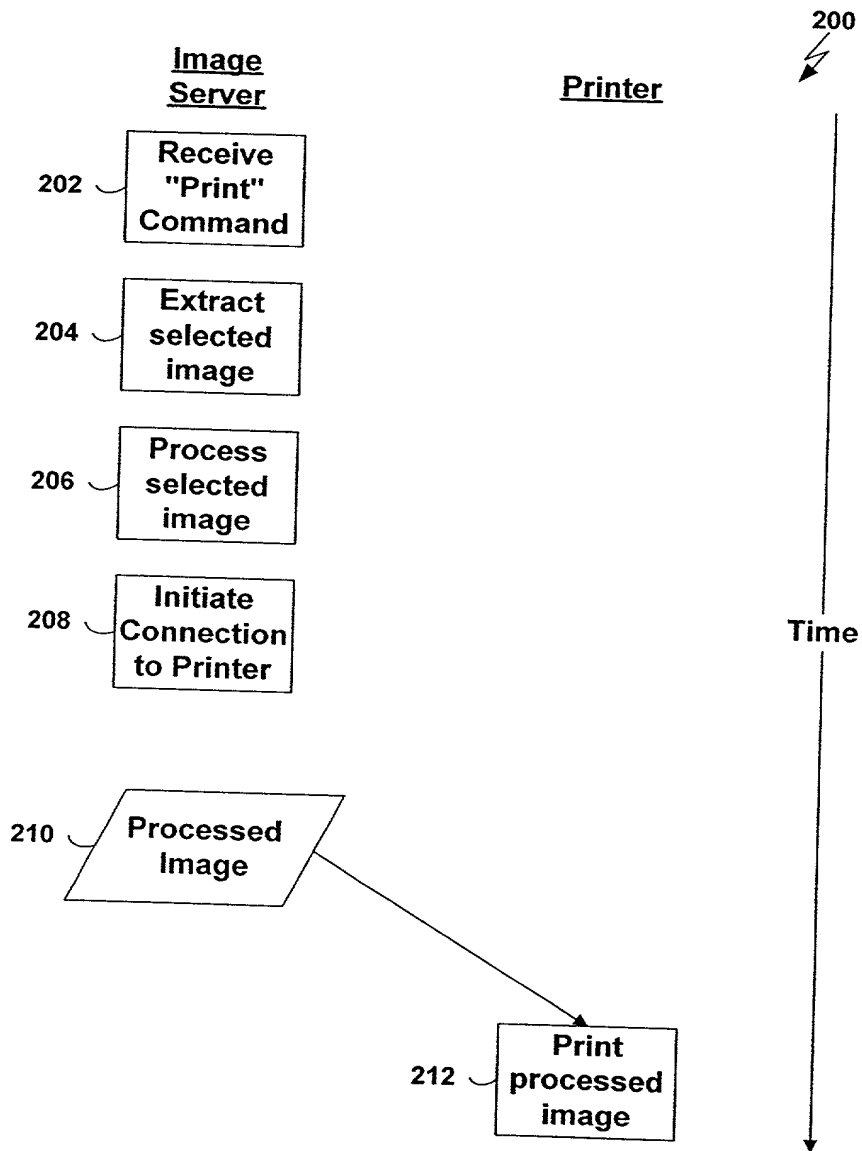 200
Image
Server
Printer
202
Receive
"Print"
Command
204
Extract
selected
image
206
Process
selected
image
208
Initiate
Connection
to Printer
Time
210
Processed
Image
212
Print
processed
image